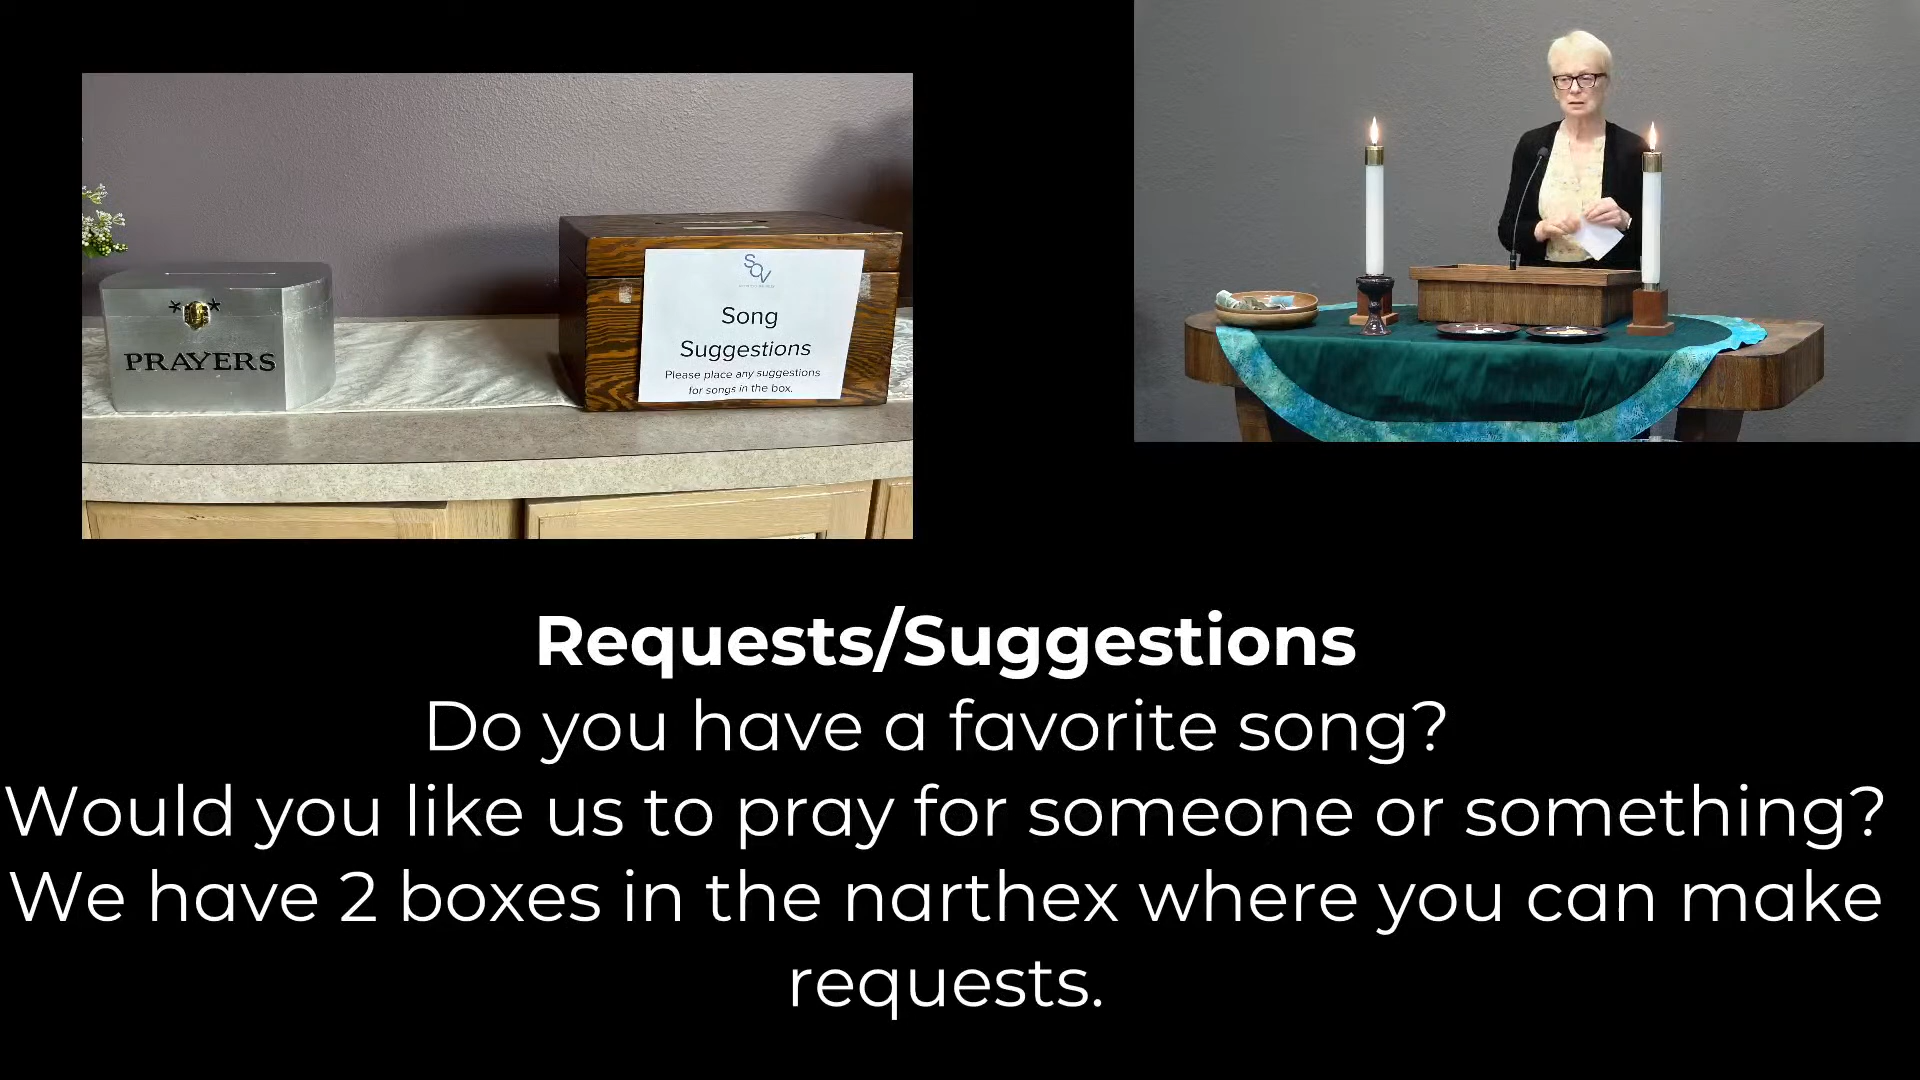 PRAYERS
SOV
Song
Suggestions
Please place any suggestions
for songs in the box.
Requests/Suggestions
Do you have a favorite song?
Would you like us to pray for someone or something?
We have 2 boxes in the narthex where you can make
requests.